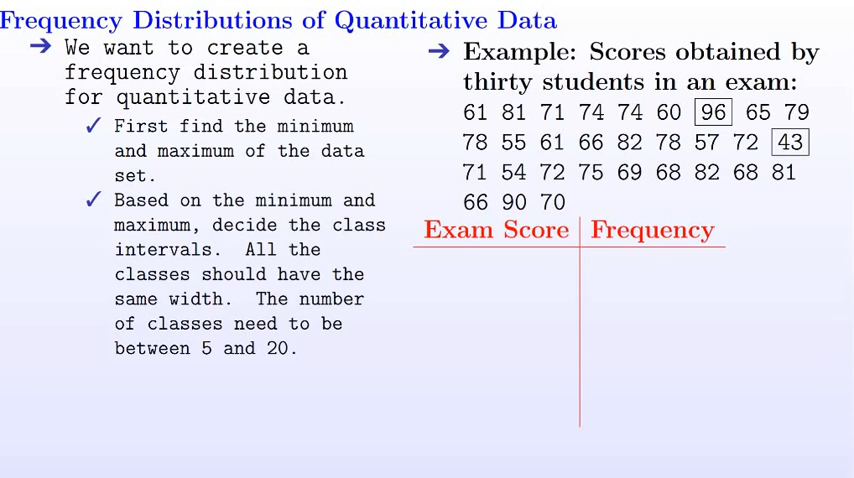 Frequency Distributions of Quantitative Data
➔ We want to create a
frequency distribution
for quantitative data.
✓ First find the minimum
and maximum of the data
set.
✓ Based on the minimum and
maximum, decide the class
intervals. All the
classes should have the
same width. The number
of classes need to be
between 5 and 20.
➔ Example: Scores obtained by
thirty students in an exam:
61 81 71 74 74 60 96 65 79
78 55 61 66 82 78 57 72 43
71 54 72 75 69 68 82 68 81
66 90 70
Exam Score Frequency